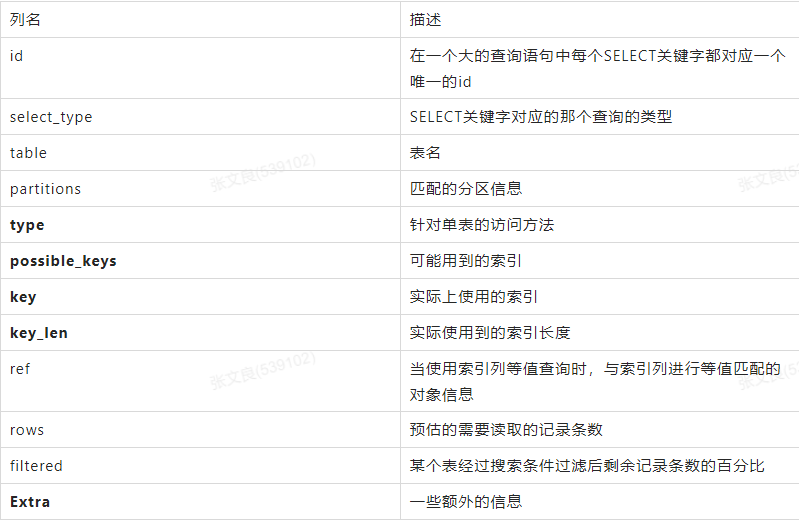 列名 描述
id 在一个大的查询语句中每个SELECT关键字都对应一个
唯一的id
select_type SELECT关键字对应的那个查询的类型
table 表名
张文良(539102)
张文良(53
partitions 匹配的分区信息
type 针对单表的访问方法
possible_keys 可能用到的索引
key 实际上使用的索引
key_len 实际使用到的索引长度
ref 当使用索引列等值查询时，与索引列进行等值匹配的
对象信息
张文良(539102)
张文良(53
rows 预估的需要读取的记录条数
filtered 某个表经过搜索条件过滤后剩余记录条数的百分比
Extra 一些额外的信息